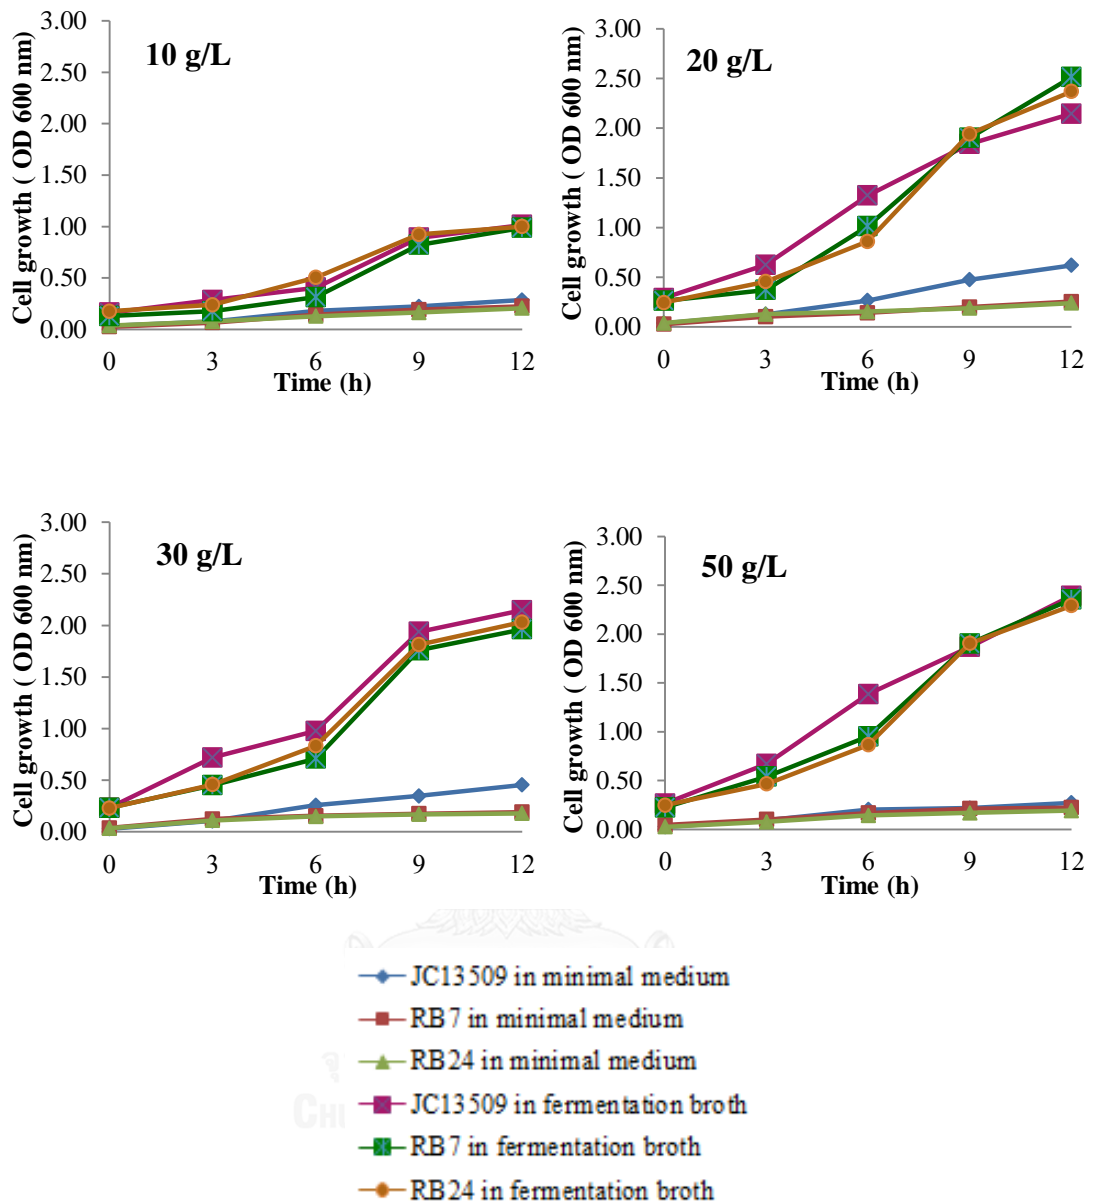 10 g/L
Cell growth ( OD 600 nm)
3.00
2.50
2.00
1.50
1.00
0.50
0.00
0 3 6 9 12
Time (h)
20 g/L
Cell growth ( OD 600 nm)
3.00
2.50
2.00
1.50
1.00
0.50
0.00
0 3 6 9 12
Time (h)
30 g/L
Cell growth ( OD 600 nm)
3.00
2.50
2.00
1.50
1.00
0.50
0.00
0 3 6 9 12
Time (h)
50 g/L
Cell growth ( OD 600 nm)
3.00
2.50
2.00
1.50
1.00
0.50
0.00
0 3 6 9 12
Time (h)
JC13509 in minimal medium
RB7 in minimal medium
RB24 in minimal medium
JC13509 in fermentation broth
RB7 in fermentation broth
RB24 in fermentation broth